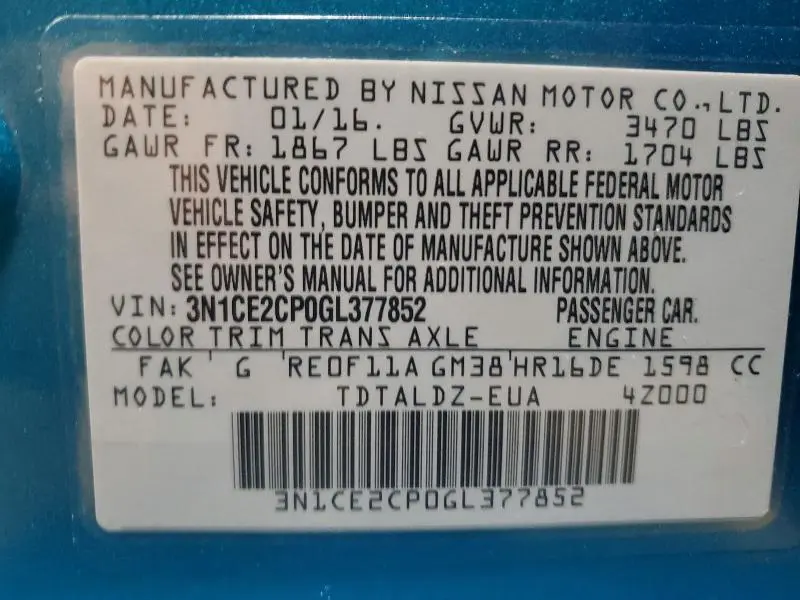 MANUFACTURED BY NISSAN MOTOR CO.,LTD.
DATE: 01/16. GVWR: 3470 LBS
GAWR FR: 1867 LBS GAWR RR: 1704 LBS
THIS VEHICLE CONFORMS TO ALL APPLICABLE FEDERAL MOTOR
VEHICLE SAFETY, BUMPER AND THEFT PREVENTION STANDARDS
IN EFFECT ON THE DATE OF MANUFACTURE SHOWN ABOVE.
SEE OWNER'S MANUAL FOR ADDITIONAL INFORMATION.
VIN: 3N1CE2CP0GL377852 PASSENGER CAR.
COLOR TRIM TRANS AXLE ENGINE
FAK ' G 'RE0F11A GM38'HR16DE 1598 CC
MODEL: TDTALDZ-EUA 4Z000
3N1CE2CP0GL377852